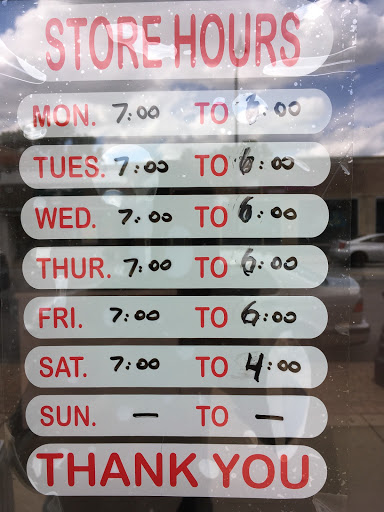 STORE HOURS
MON. 7:00 TO 6:00
TUES. 7:00 TO 6:00
WED. 7:00 TO 6:00
THUR. 7:00 TO 6:00
FRI. 7:00 TO 6:00
SAT. 7:00 TO 4:00
SUN. — TO —
THANK YOU